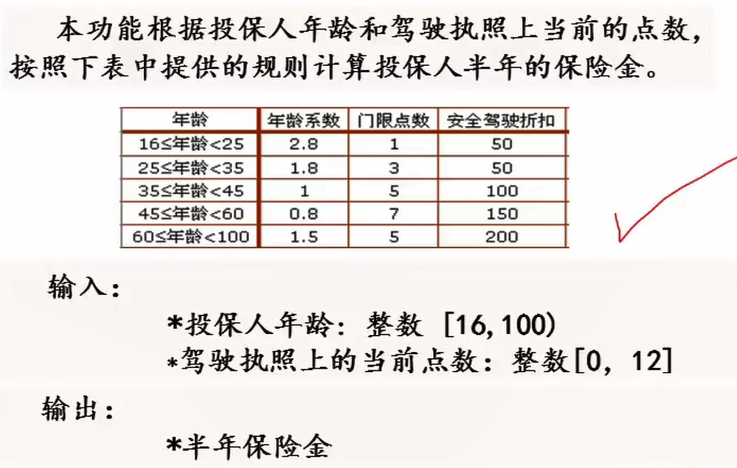 本功能根据投保人年龄和驾驶执照上当前的点数，
按照下表中提供的规则计算投保人半年的保险金。
年龄 年龄系数 门限点数 安全驾驶折扣
16≤年龄<25 2.8 1 50
25≤年龄<35 1.8 3 50
35≤年龄<45 1 5 100
45≤年龄<60 0.8 7 150
60≤年龄<100 1.5 5 200
输入：
*投保人年龄：整数 [16,100)
*驾驶执照上的当前点数：整数[0, 12]
输出：
*半年保险金